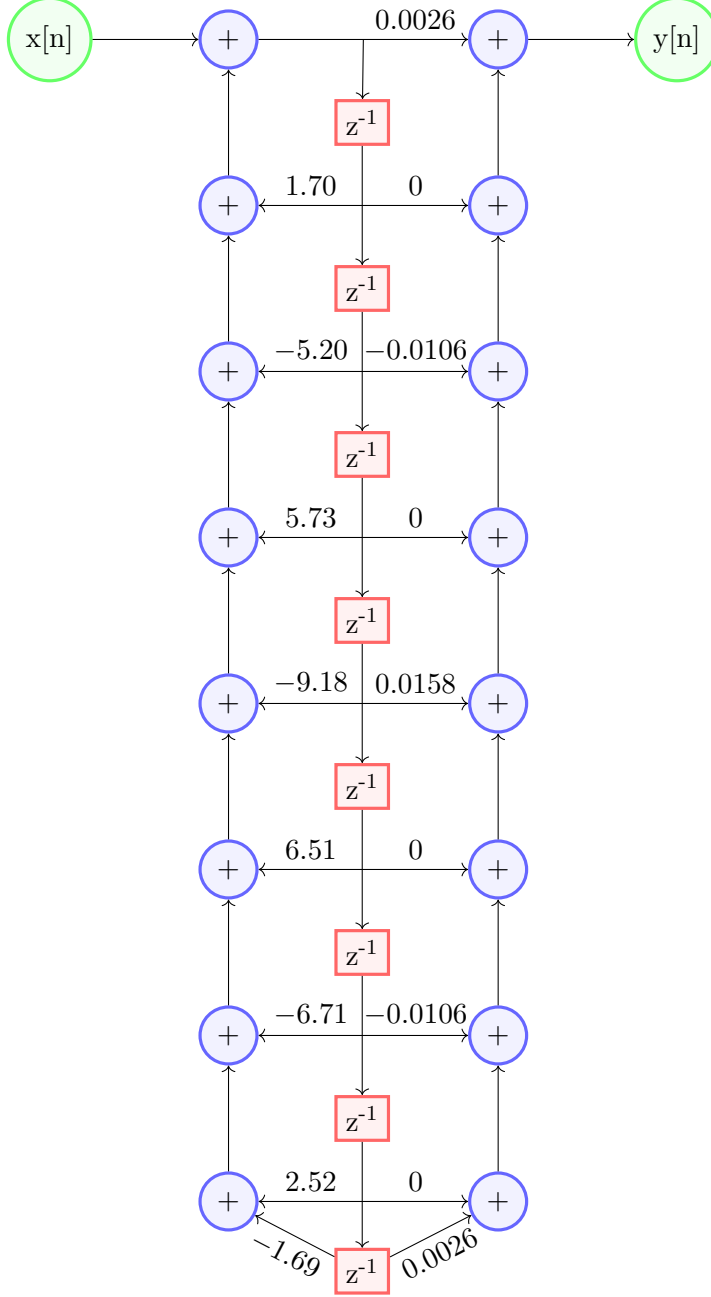 x[n] + 0.0026 + y[n]
z-1
+ 1.70 0 +
z-1
+ −5.20 −0.0106 +
z-1
+ 5.73 0 +
z-1
+ −9.18 0.0158 +
z-1
+ 6.51 0 +
z-1
+ −6.71 −0.0106 +
z-1
+ 2.52 0 +
−1.69 z-1 0.0026